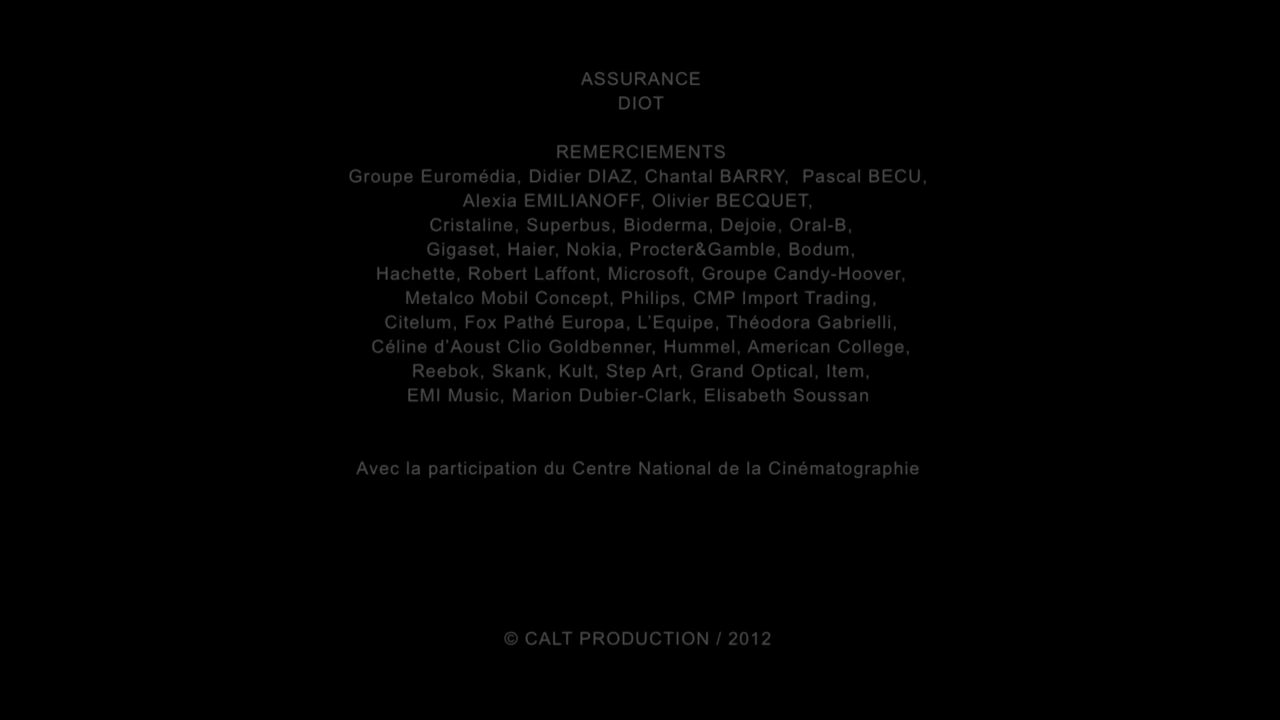 ASSURANCE
DIOT
REMERCIEMENTS
Groupe Euromédia, Didier DIAZ, Chantal BARRY,  Pascal BECU,
Alexia EMILIANOFF, Olivier BECQUET,
Cristaline, Superbus, Bioderma, Dejoie, Oral-B,
Gigaset, Haier, Nokia, Procter&Gamble, Bodum,
Hachette, Robert Laffont, Microsoft, Groupe Candy-Hoover,
Metalco Mobil Concept, Philips, CMP Import Trading,
Citelum, Fox Pathé Europa, L’Equipe, Théodora Gabrielli,
Céline d’Aoust Clio Goldbenner, Hummel, American College,
Reebok, Skank, Kult, Step Art, Grand Optical, Item,
EMI Music, Marion Dubier-Clark, Elisabeth Soussan
Avec la participation du Centre National de la Cinématographie
© CALT PRODUCTION / 2012